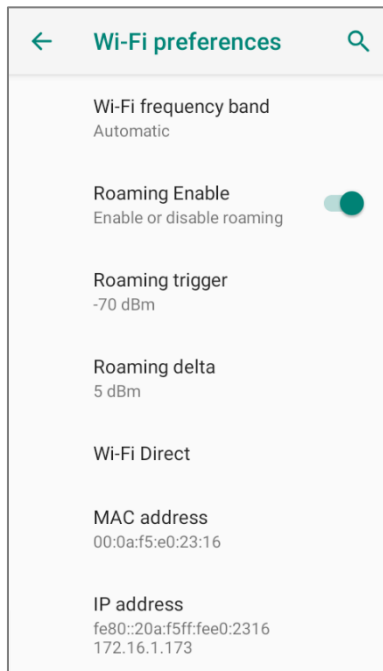 Wi-Fi preferences
Wi-Fi frequency band
Automatic
Roaming Enable
Enable or disable roaming
Roaming trigger
-70 dBm
Roaming delta
5 dBm
Wi-Fi Direct
MAC address
00:0a:f5:e0:23:16
IP address
fe80::20a:f5ff:fee0:2316
172.16.1.173